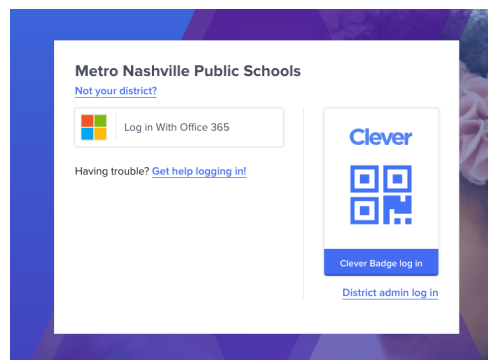 Metro Nashville Public Schools
Not your district?
Log in With Office 365
Having trouble? Get help logging in!
Clever
Clever Badge log in
District admin log in